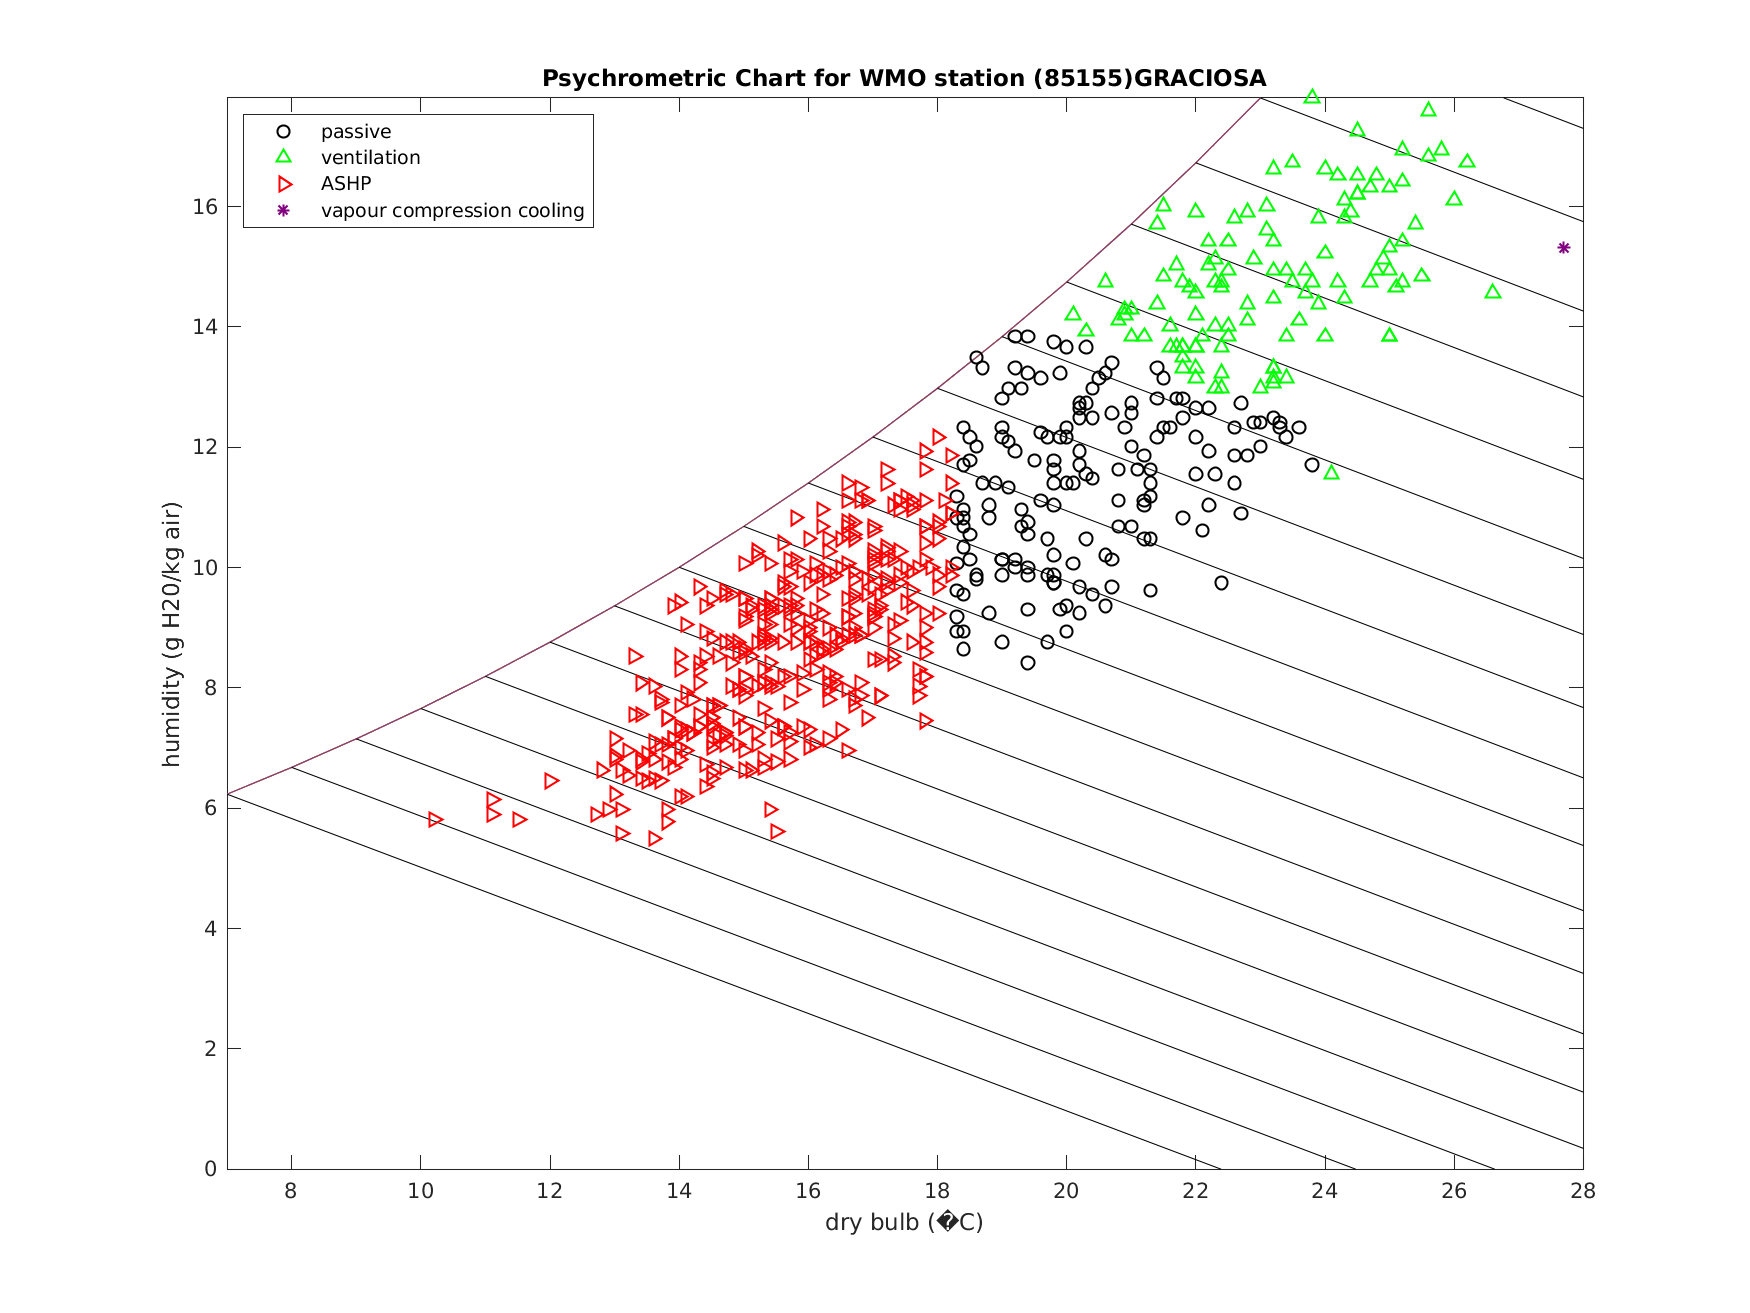 Psychrometric Chart for WMO station (85155)GRACIOSA
passive
ventilation
ASHP
vapour compression cooling
humidity (g H20/kg air)
16
14
12
10
8
6
4
2
0
8 10 12 14 16 18 20 22 24 26 28
dry bulb (�C)